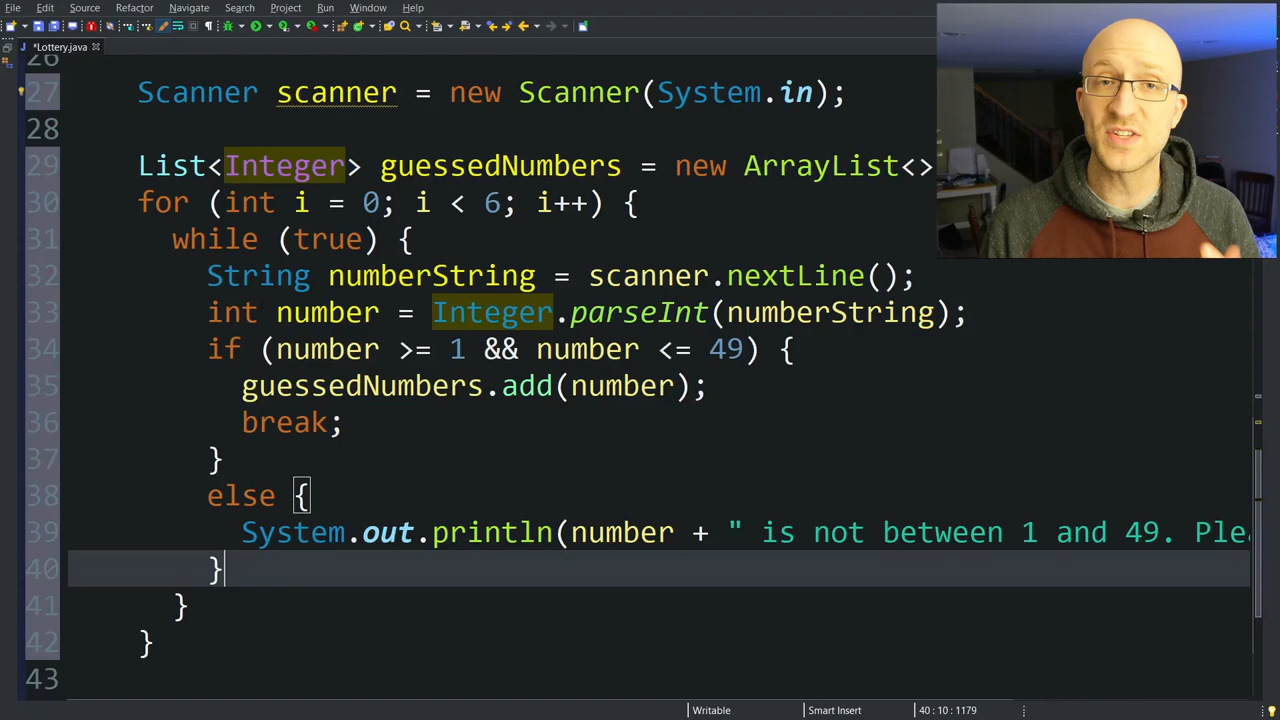 File Edit Source Refactor Navigate Search Project Run Window Help
*Lottery.java
26
27 Scanner scanner = new Scanner(System.in);
28
29 List<Integer> guessedNumbers = new ArrayList<>
30 for (int i = 0; i < 6; i++) {
31 while (true) {
32 String numberString = scanner.nextLine();
33 int number = Integer.parseInt(numberString);
34 if (number >= 1 && number <= 49) {
35 guessedNumbers.add(number);
36 break;
37 }
38 else {
39 System.out.println(number + " is not between 1 and 49. Plea
40 }
41 }
42 }
43
Writable Smart Insert 40 : 10 : 1179